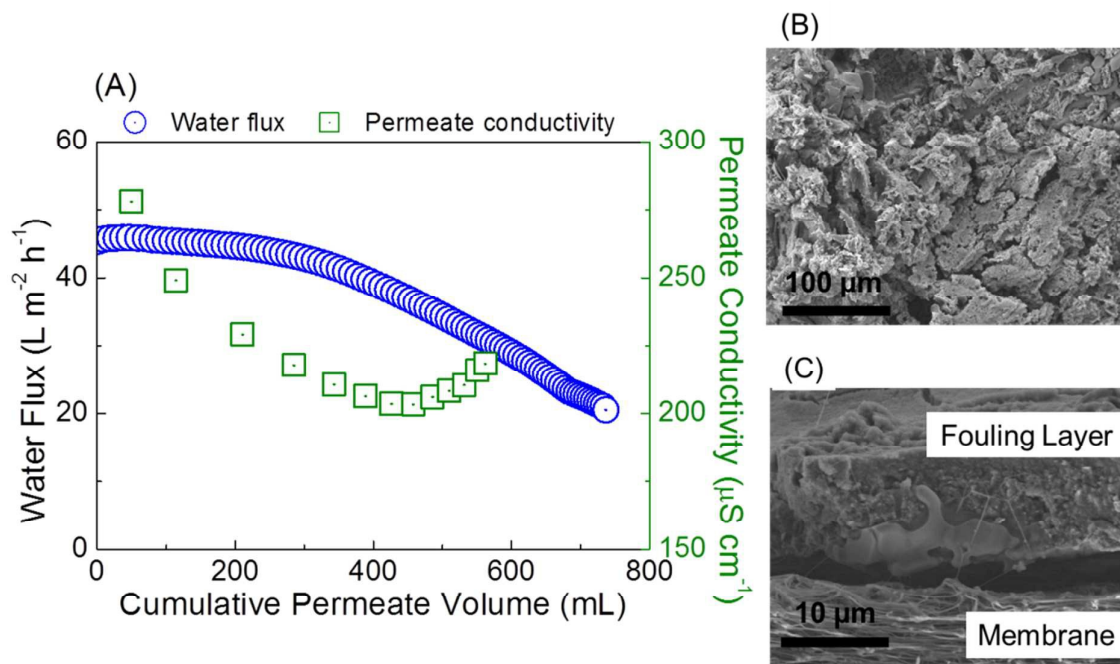 (A)
Water flux
Permeate conductivity
60
40
20
0
Water Flux (L m⁻² h⁻¹)
300
250
200
150
Permeate Conductivity (μS cm⁻¹)
0 200 400 600 800
Cumulative Permeate Volume (mL)
(B)
100 μm
(C)
Fouling Layer
10 μm
Membrane